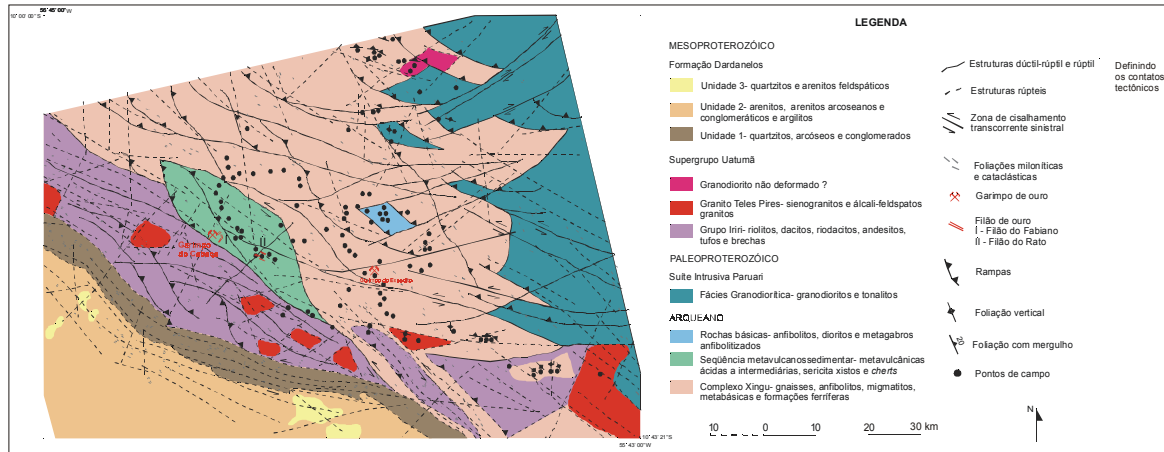 56° 45' 00" W
10° 00' 00" S
LEGENDA
MESOPROTEROZÓICO
Formação Dardanelos
Unidade 3- quartzitos e arenitos feldspáticos
Unidade 2- arenitos, arenitos arcoseanos e
conglomeráticos e argilitos
Unidade 1- quartzitos, arcóseos e conglomerados
Supergrupo Uatumã
Granodiorito não deformado ?
Granito Teles Pires- sienogranitos e álcali-feldspatos
granitos
Grupo Iriri- riolitos, dacitos, riodacitos, andesitos,
tufos e brechas
PALEOPROTEROZÓICO
Suíte Intrusiva Paruari
Fácies Granodiorítica- granodioritos e tonalitos
ARQUEANO
Rochas básicas- anfibolitos, dioritos e metagabros
anfibolitizados
Seqüência metavulcanossedimentar- metavulcânicas
ácidas a intermediárias, sericita xistos e cherts
Complexo Xingu- gnaisses, anfibolitos, migmatitos,
metabásicas e formações ferríferas
Estruturas dúctil-rúptil e rúptil
Definindo
os contatos
tectônicos
Estruturas rúpteis
Zona de cisalhamento
transcorrente sinistral
Foliações miloníticas
e cataclásticas
Garimpo de ouro
Filão de ouro
I - Filão do Fabiano
II - Filão do Rato
Rampas
Foliação vertical
20
Foliação com mergulho
Pontos de campo
I
II
Garimpo
10 0 10 20 30 km
N
10° 43' 21" S
55° 43' 00" W